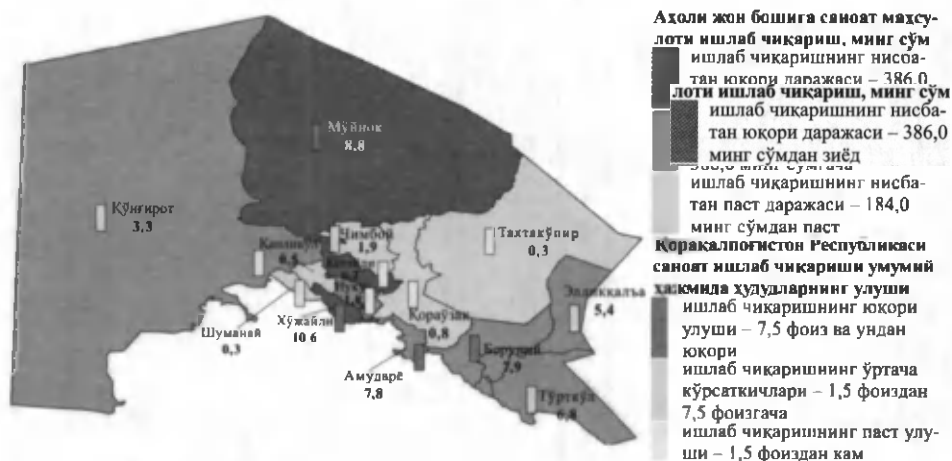 Аҳоли жон бошига саноат маҳсу-
лоти ишлаб чиқариш, минг сўм
ишлаб чиқаришнинг нисба-
тан юқори даражаси – 386,0
лоти ишлаб чиқариш, минг сўм
ишлаб чиқаришнинг нисба-
тан юқори даражаси – 386,0
минг сўмдан зиёд
ишлаб чиқаришнинг нисба-
тан паст даражаси – 184,0
минг сўмдан паст
Қорақалпоғистон Республикаси
саноат ишлаб чиқариши умумий
ҳажмида ҳудудларнинг улуши
ишлаб чиқаришнинг юқори
улуши – 7,5 фоиз ва ундан
юқори
ишлаб чиқаришнинг ўртача
кўрсаткичлари – 1,5 фоиздан
7,5 фоизгача
ишлаб чиқаришнинг паст улу-
ши – 1,5 фоиздан кам
Мўйноқ
8,8
Қўнғирот
3,3
Чимбой
1,9
Тахтакўпир
0,3
Элликқалъа
5,4
Шуманай
0,3
Хўжайли
10 6
Қораўзак
0,8
Амударё
7,8
Беруний
7,9
Тўрткўл
6,8